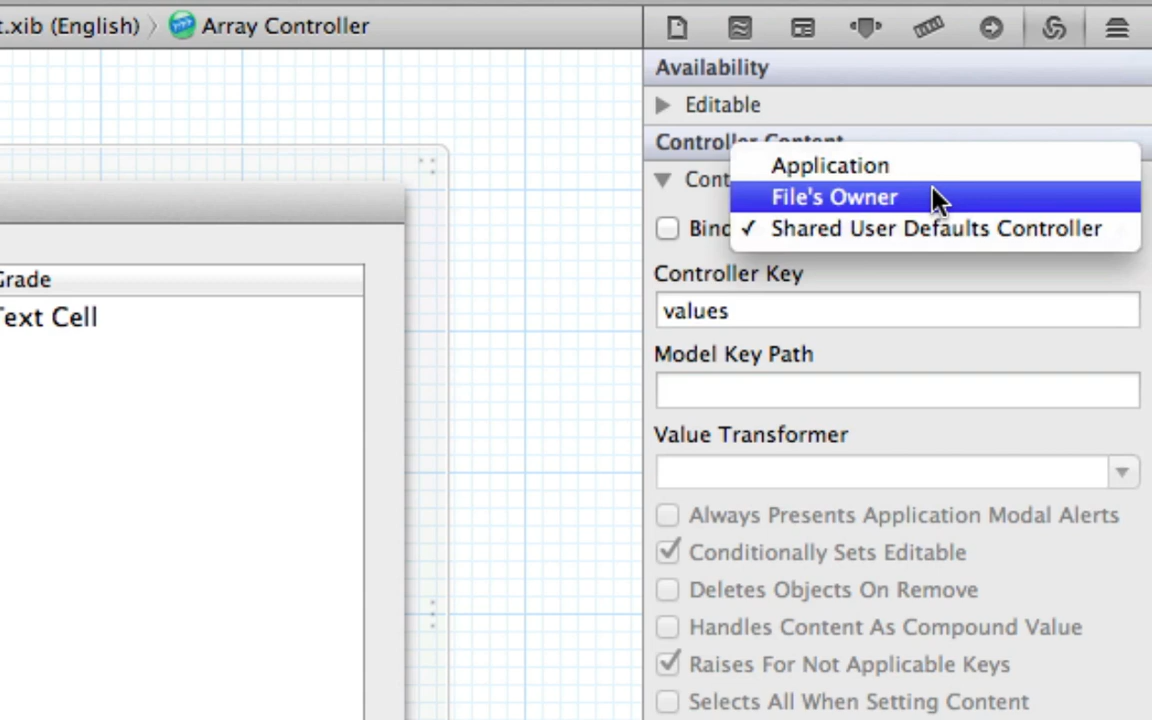 t.xib (English) Array Controller
Availability
Editable
Controller Content
Cont
Application
File's Owner
Bind
✓ Shared User Defaults Controller
Controller Key
values
Model Key Path
Value Transformer
Always Presents Application Modal Alerts
Conditionally Sets Editable
Deletes Objects On Remove
Handles Content As Compound Value
Raises For Not Applicable Keys
Selects All When Setting Content
Grade
Text Cell